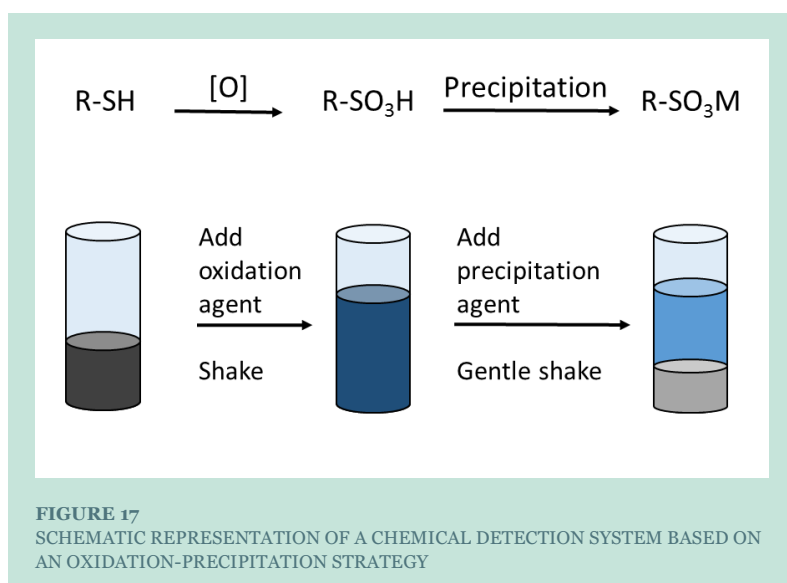 R-SH [O] R-SO₃H Precipitation R-SO₃M
Add oxidation agent
Shake
Add precipitation agent
Gentle shake
FIGURE 17
SCHEMATIC REPRESENTATION OF A CHEMICAL DETECTION SYSTEM BASED ON
AN OXIDATION-PRECIPITATION STRATEGY